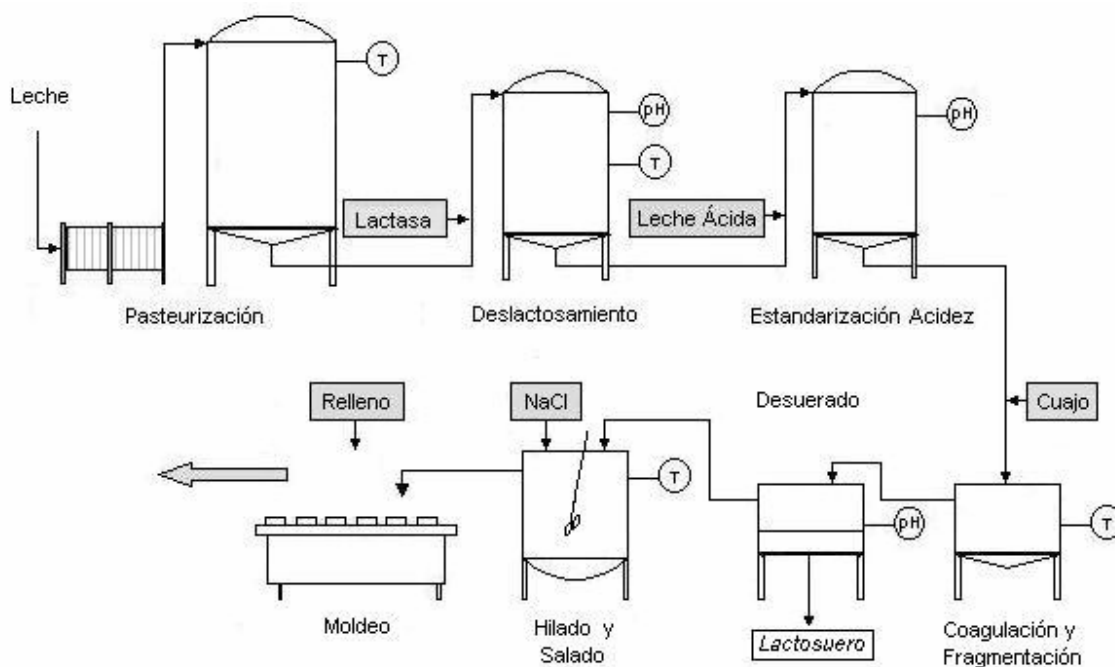 T
Leche
pH
pH
T
Lactasa
Leche Ácida
Pasteurización
Deslactosamiento
Estandarización Acidez
Relleno
NaCl
Desuerado
Cuajo
T
pH
T
Moldeo
Hilado y
Salado
Lactosuero
Coagulación y
Fragmentación